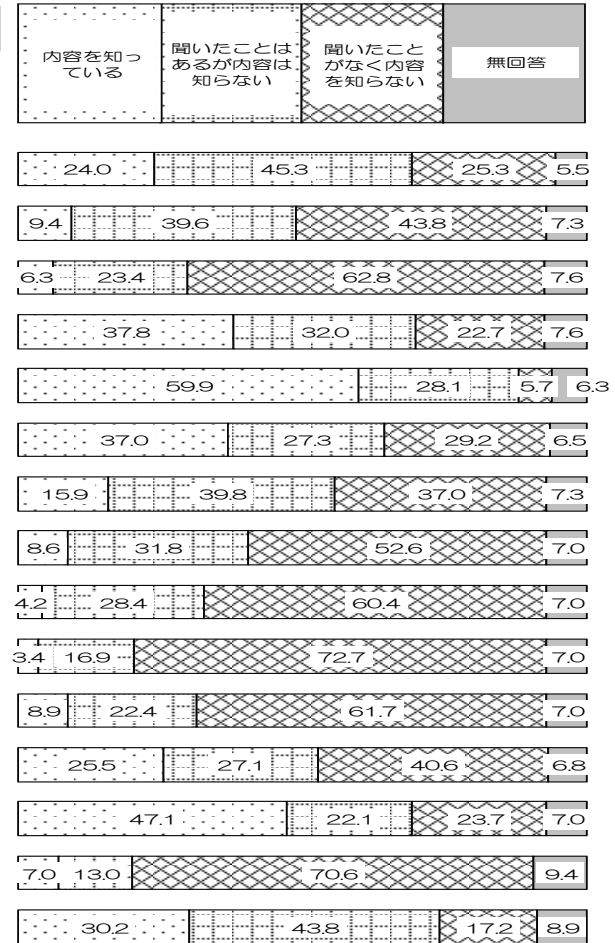 内容を知っ
ている
聞いたことは
あるが内容は
知らない
聞いたこと
がなく内容
を知らない
無回答
24.0 45.3 25.3 5.5
9.4 39.6 43.8 7.3
6.3 23.4 62.8 7.6
37.8 32.0 22.7 7.6
59.9 28.1 5.7 6.3
37.0 27.3 29.2 6.5
15.9 39.8 37.0 7.3
8.6 31.8 52.6 7.0
4.2 28.4 60.4 7.0
3.4 16.9 72.7 7.0
8.9 22.4 61.7 7.0
25.5 27.1 40.6 6.8
47.1 22.1 23.7 7.0
7.0 13.0 70.6 9.4
30.2 43.8 17.2 8.9